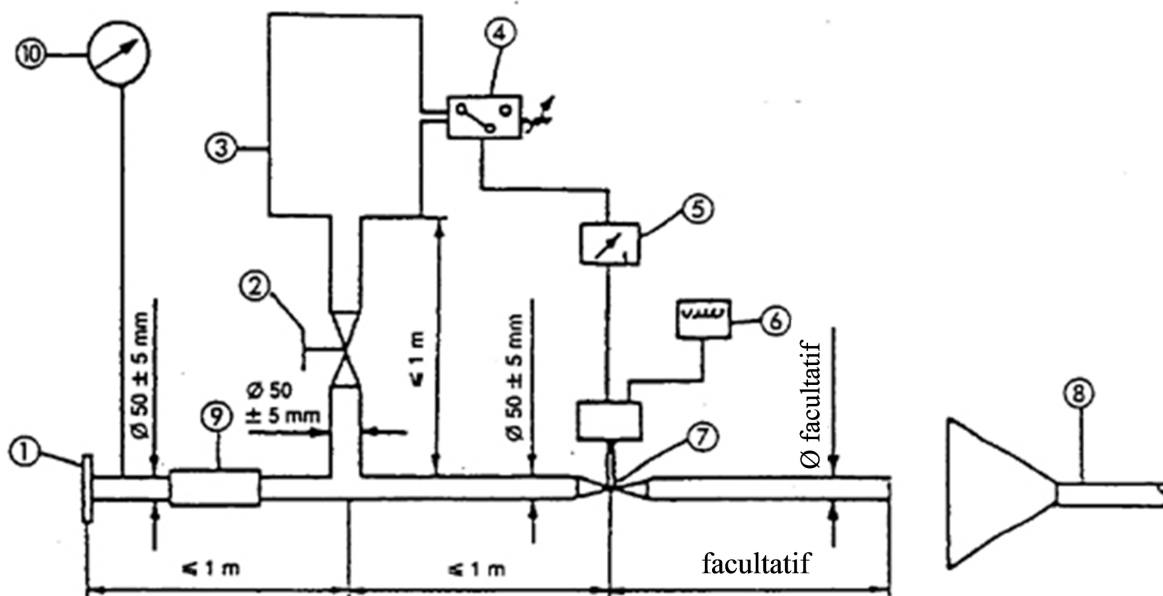 ⑩
④
③
⑤
②
⑥
Ø 50 ± 5 mm
⩽ 1 m
Ø 50 ± 5 mm
Ø facultatif
Ø 50
± 5 mm
⑨
⑦
⑧
①
⩽ 1 m
⩽ 1 m
facultatif